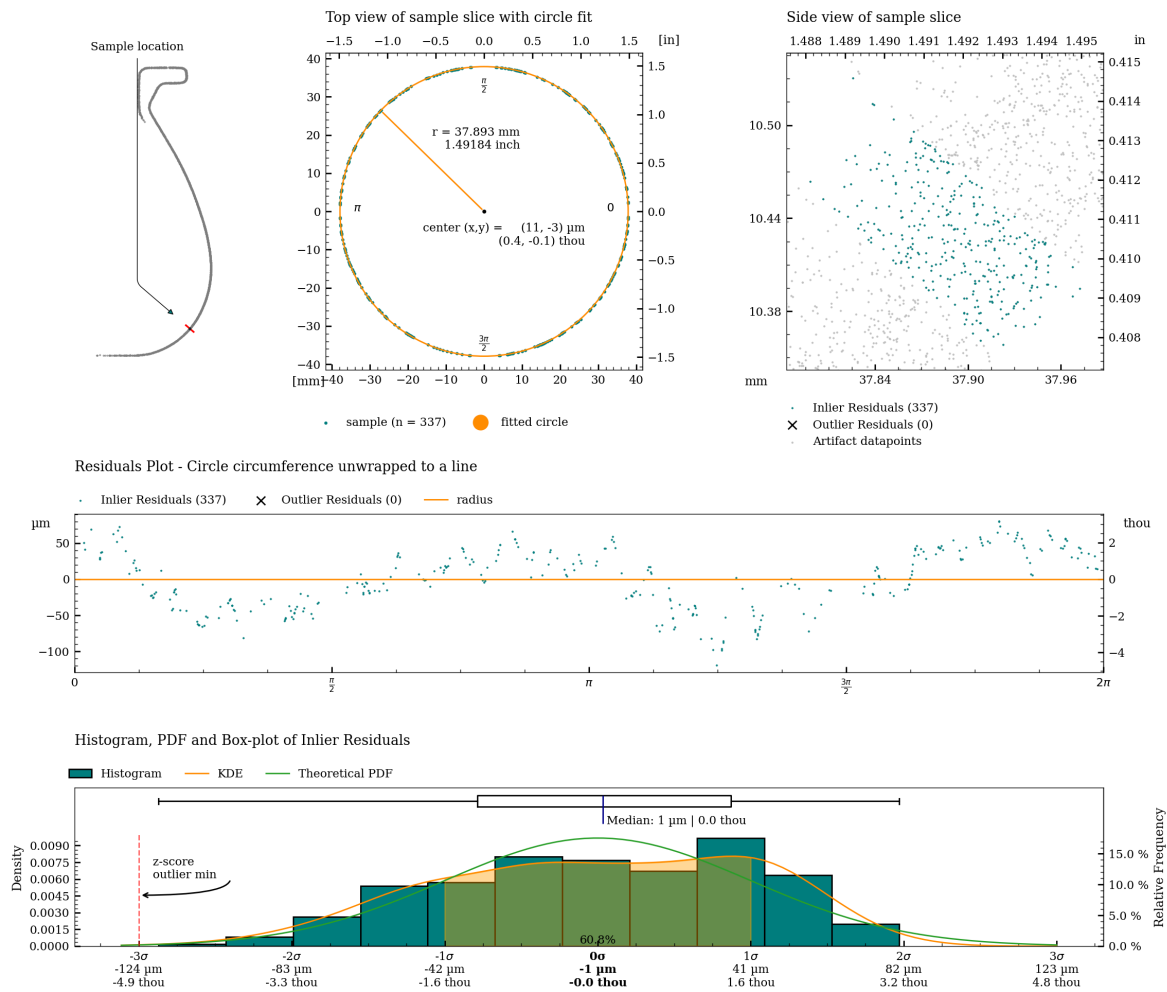 Top view of sample slice with circle fit
Side view of sample slice
Sample location
−1.5 −1.0 −0.5 0.0 0.5 1.0 1.5 [in]
1.488 1.489 1.490 1.491 1.492 1.493 1.494 1.495 in
40
30
20
10
0
−10
−20
−30
−40
π/2
r = 37.893 mm
1.49184 inch
π
0
center (x,y) = (11, -3) µm
(0.4, -0.1) thou
3π/2
1.5
1.0
0.5
0.0
−0.5
−1.0
−1.5
[mm] −40 −30 −20 −10 0 10 20 30 40
10.50
10.44
10.38
0.415
0.414
0.413
0.412
0.411
0.410
0.409
0.408
mm 37.84 37.90 37.96
sample (n = 337) fitted circle
Inlier Residuals (337)
Outlier Residuals (0)
Artifact datapoints
Residuals Plot - Circle circumference unwrapped to a line
Inlier Residuals (337) Outlier Residuals (0) radius
µm
thou
50
0
−50
−100
2
0
−2
−4
0 π/2 π 3π/2 2π
Histogram, PDF and Box-plot of Inlier Residuals
Histogram KDE Theoretical PDF
Median: 1 µm | 0.0 thou
z-score
outlier min
Density
0.0090
0.0075
0.0060
0.0045
0.0030
0.0015
0.0000
Relative Frequency
15.0 %
10.0 %
5.0 %
0.0 %
60.8%
-3σ -2σ -1σ 0σ 1σ 2σ 3σ
-124 µm -83 µm -42 µm -1 µm 41 µm 82 µm 123 µm
-4.9 thou -3.3 thou -1.6 thou -0.0 thou 1.6 thou 3.2 thou 4.8 thou